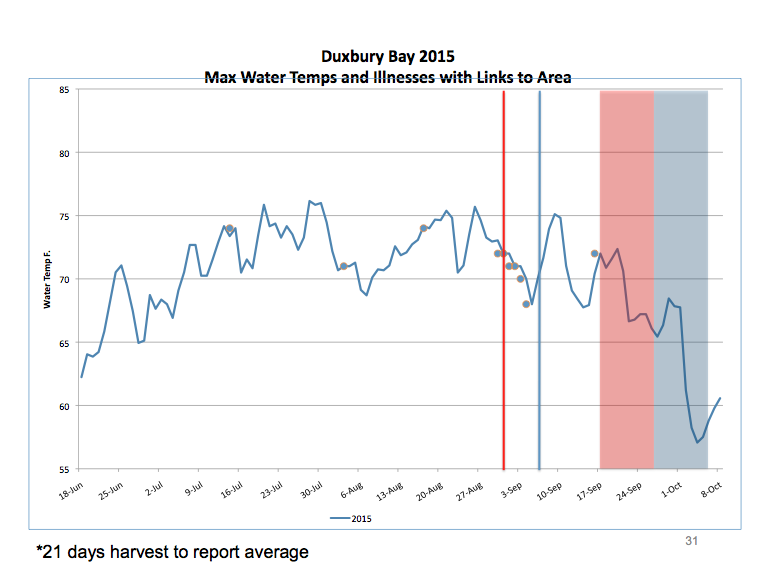 Duxbury Bay 2015
Max Water Temps and Illnesses with Links to Area
85
80
75
70
65
60
55
Water Temp F.
18-Jun
25-Jun
2-Jul
9-Jul
16-Jul
23-Jul
30-Jul
6-Aug
13-Aug
20-Aug
27-Aug
3-Sep
10-Sep
17-Sep
24-Sep
1-Oct
8-Oct
2015
31
*21 days harvest to report average